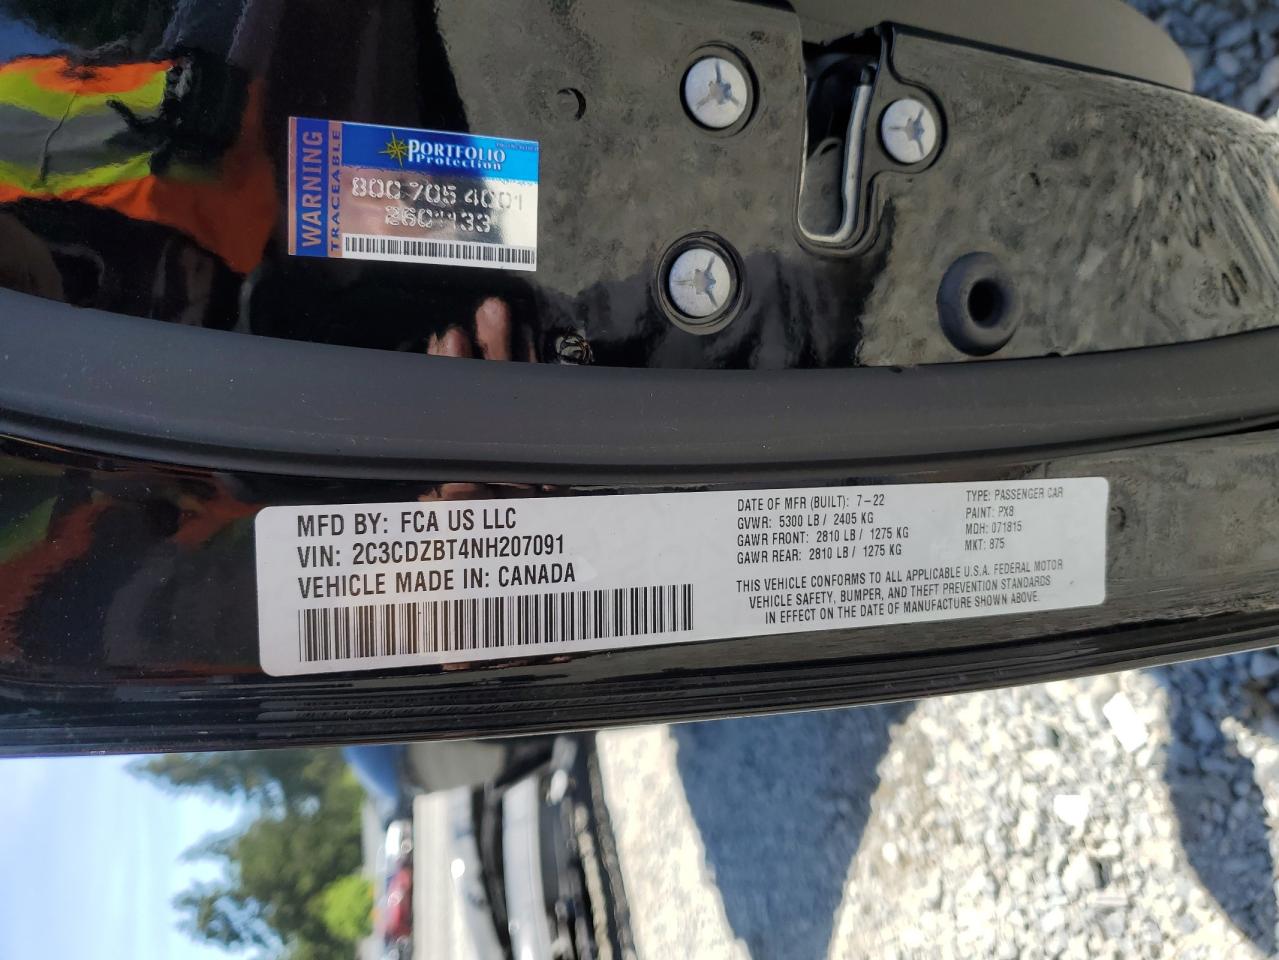 WARNING
TRACEABLE
PORTFOLIO
Protection
800 705 4001
MFD BY: FCA US LLC
VIN: 2C3CDZBT4NH207091
VEHICLE MADE IN: CANADA
DATE OF MFR (BUILT): 7-22
GVWR: 5300 LB / 2405 KG
GAWR FRONT: 2810 LB / 1275 KG
GAWR REAR: 2810 LB / 1275 KG
TYPE: PASSENGER CAR
PAINT: PX8
MDH: 071815
MKT: 875
THIS VEHICLE CONFORMS TO ALL APPLICABLE U.S.A. FEDERAL MOTOR
VEHICLE SAFETY, BUMPER, AND THEFT PREVENTION STANDARDS
IN EFFECT ON THE DATE OF MANUFACTURE SHOWN ABOVE.